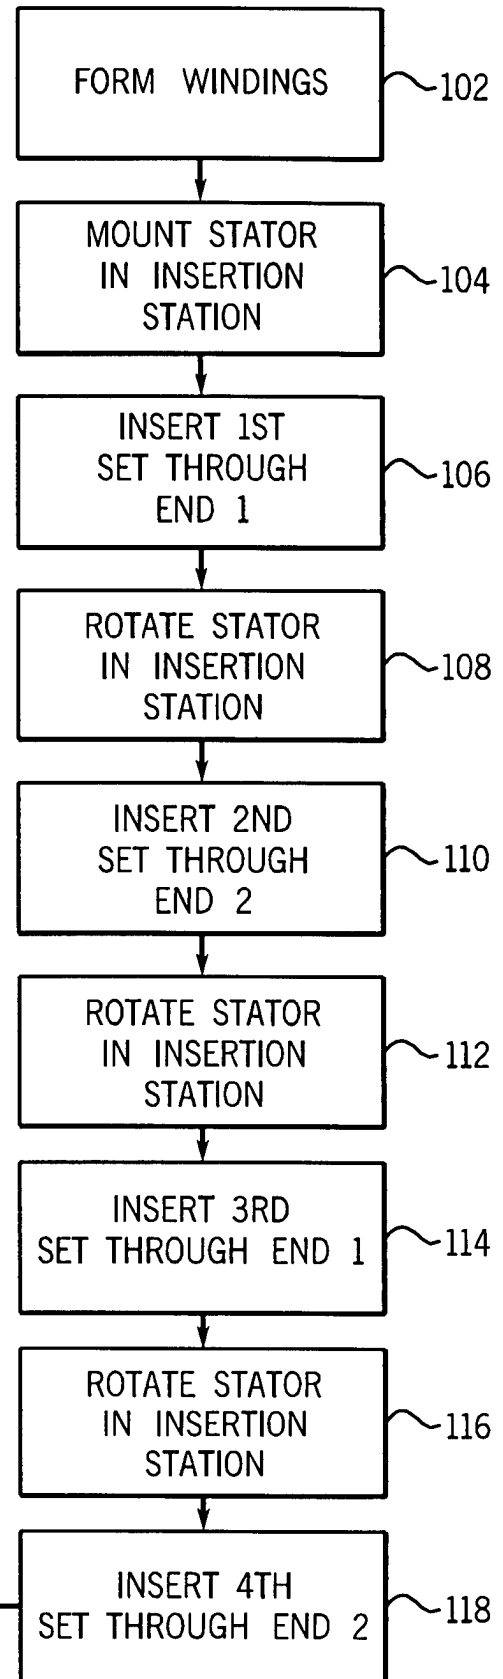 FORM WINDINGS
102
MOUNT STATOR
IN INSERTION
STATION
104
INSERT 1ST
SET THROUGH
END 1
106
ROTATE STATOR
IN INSERTION
STATION
108
INSERT 2ND
SET THROUGH
END 2
110
ROTATE STATOR
IN INSERTION
STATION
112
INSERT 3RD
SET THROUGH END 1
114
ROTATE STATOR
IN INSERTION
STATION
116
INSERT 4TH
SET THROUGH END 2
118